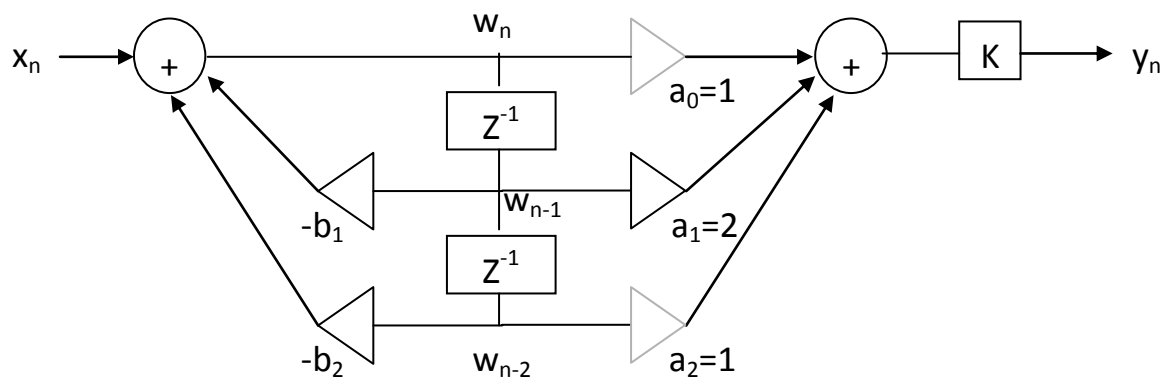 wₙ
xₙ + + K yₙ
a₀=1
Z⁻¹
wₙ₋₁
-b₁ a₁=2
Z⁻¹
-b₂ wₙ₋₂ a₂=1